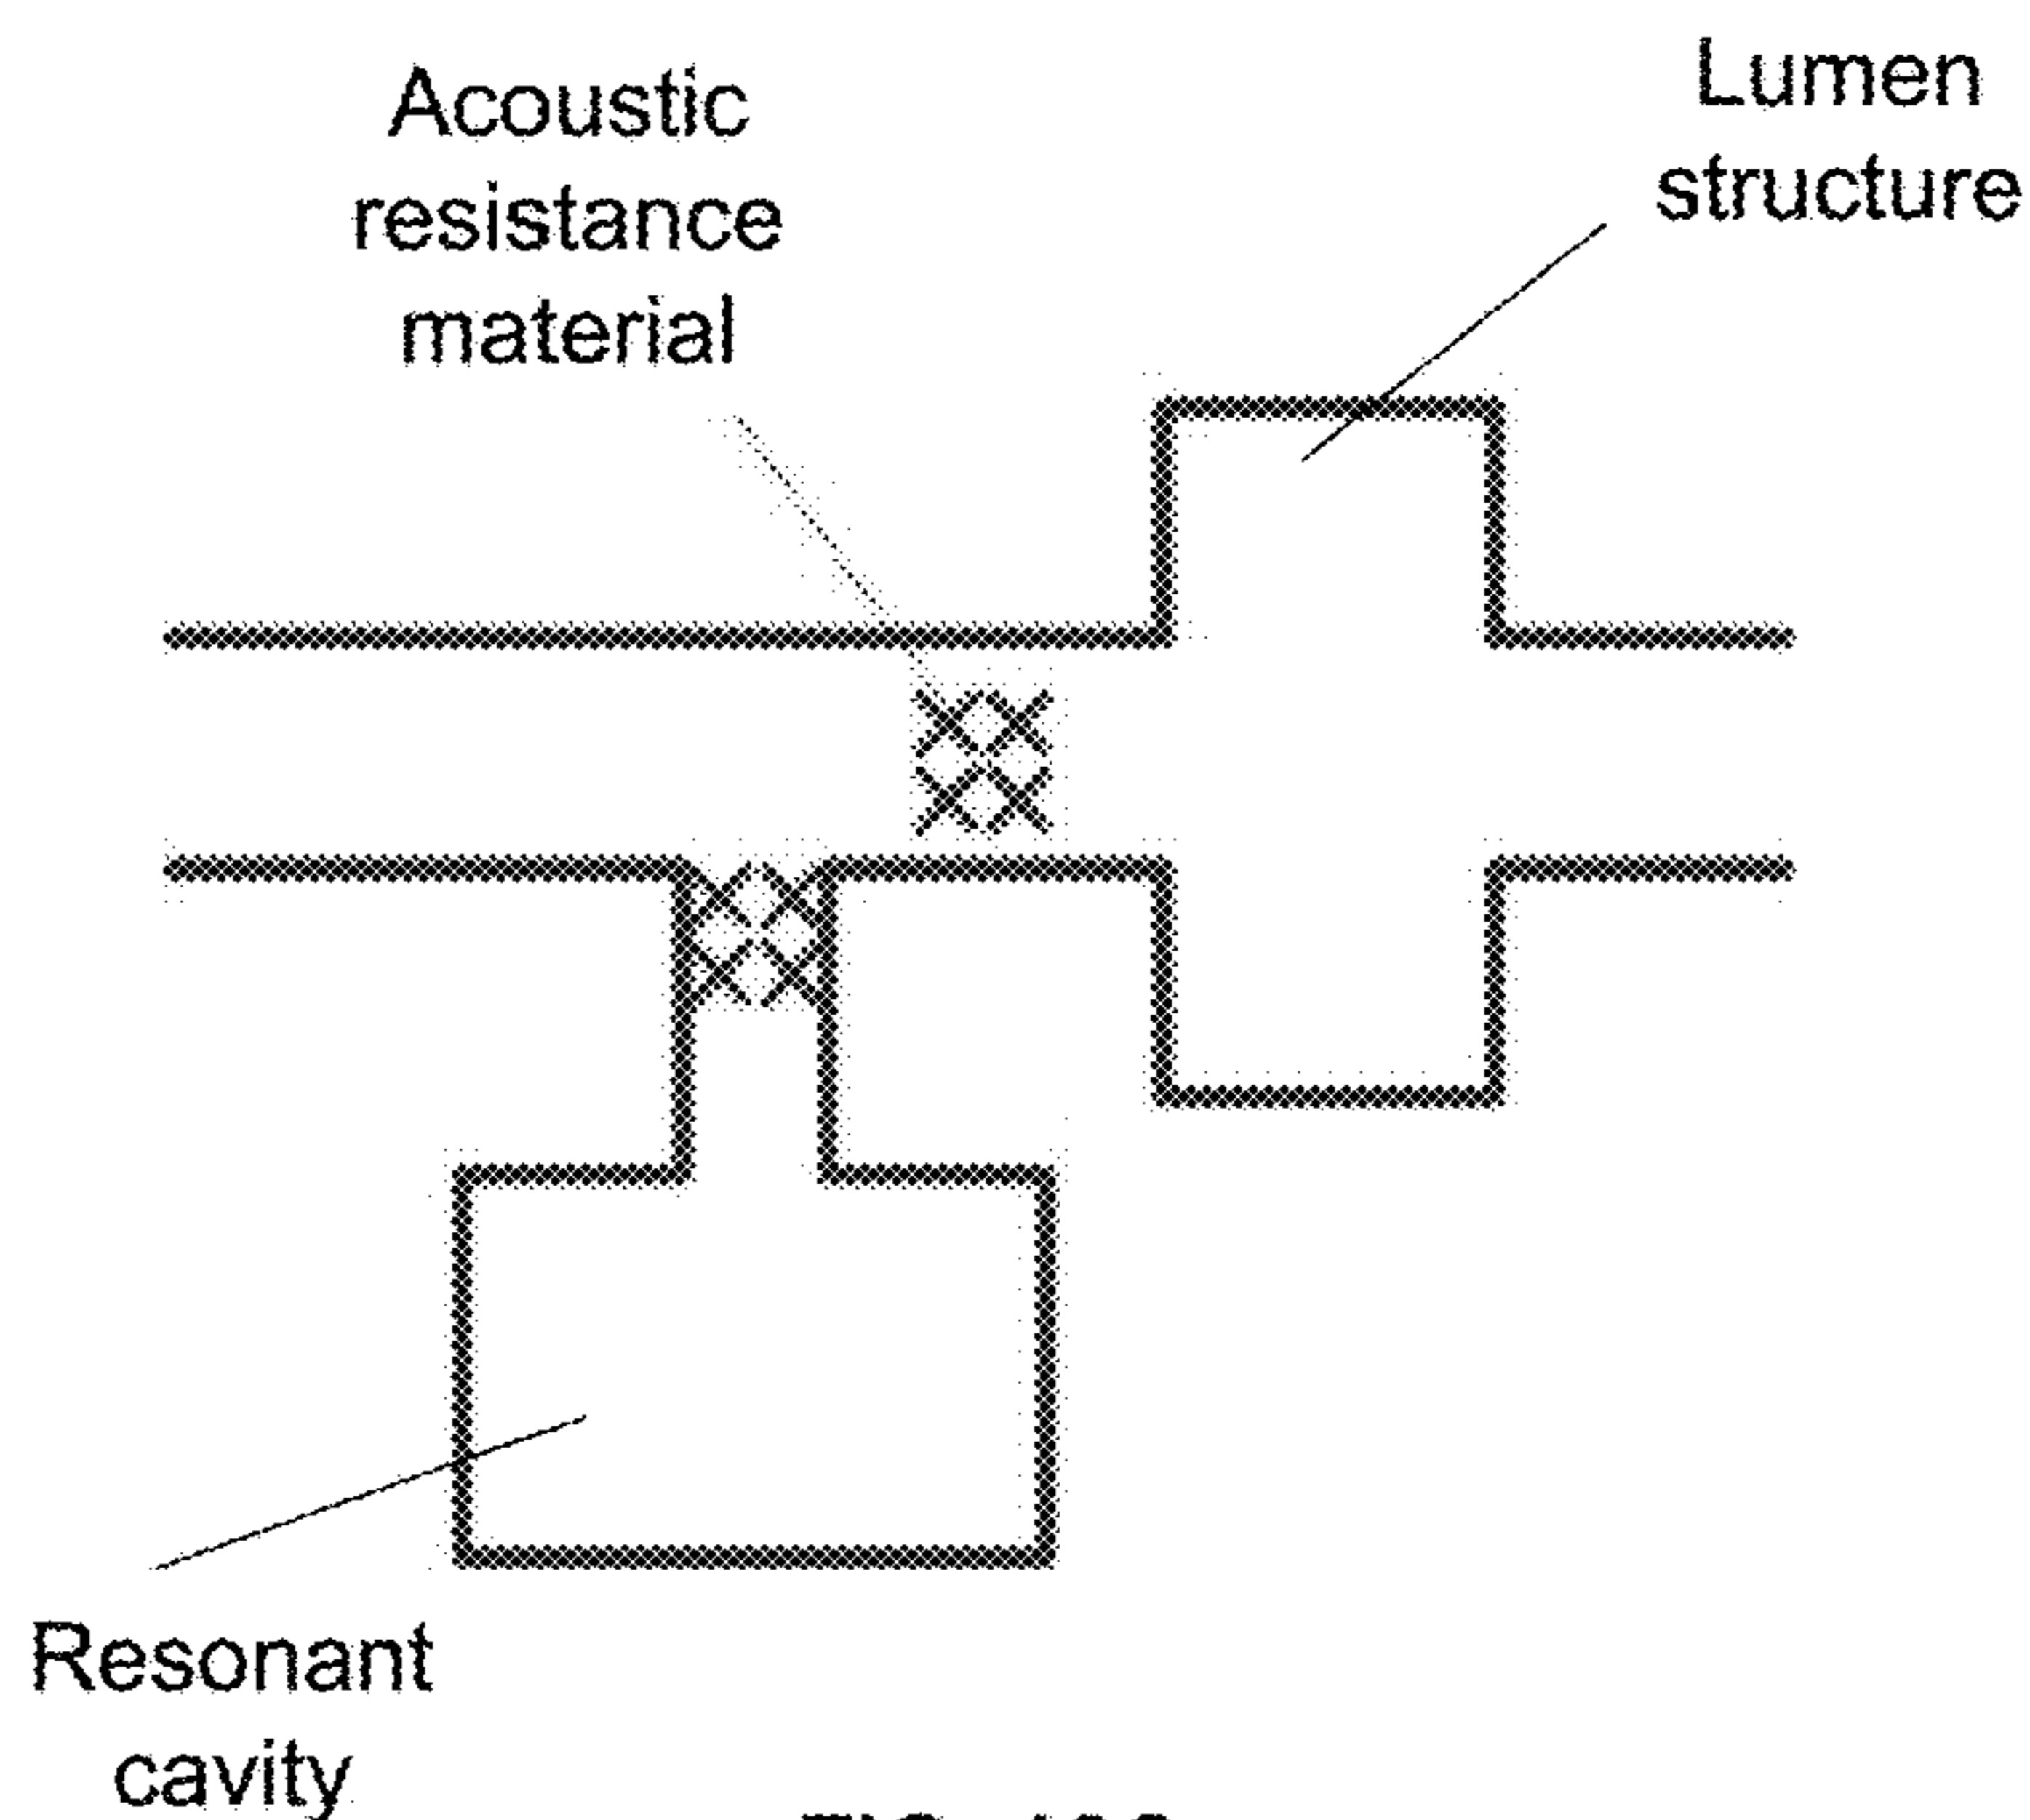 Acoustic
resistance
material
Lumen
structure
Resonant
cavity